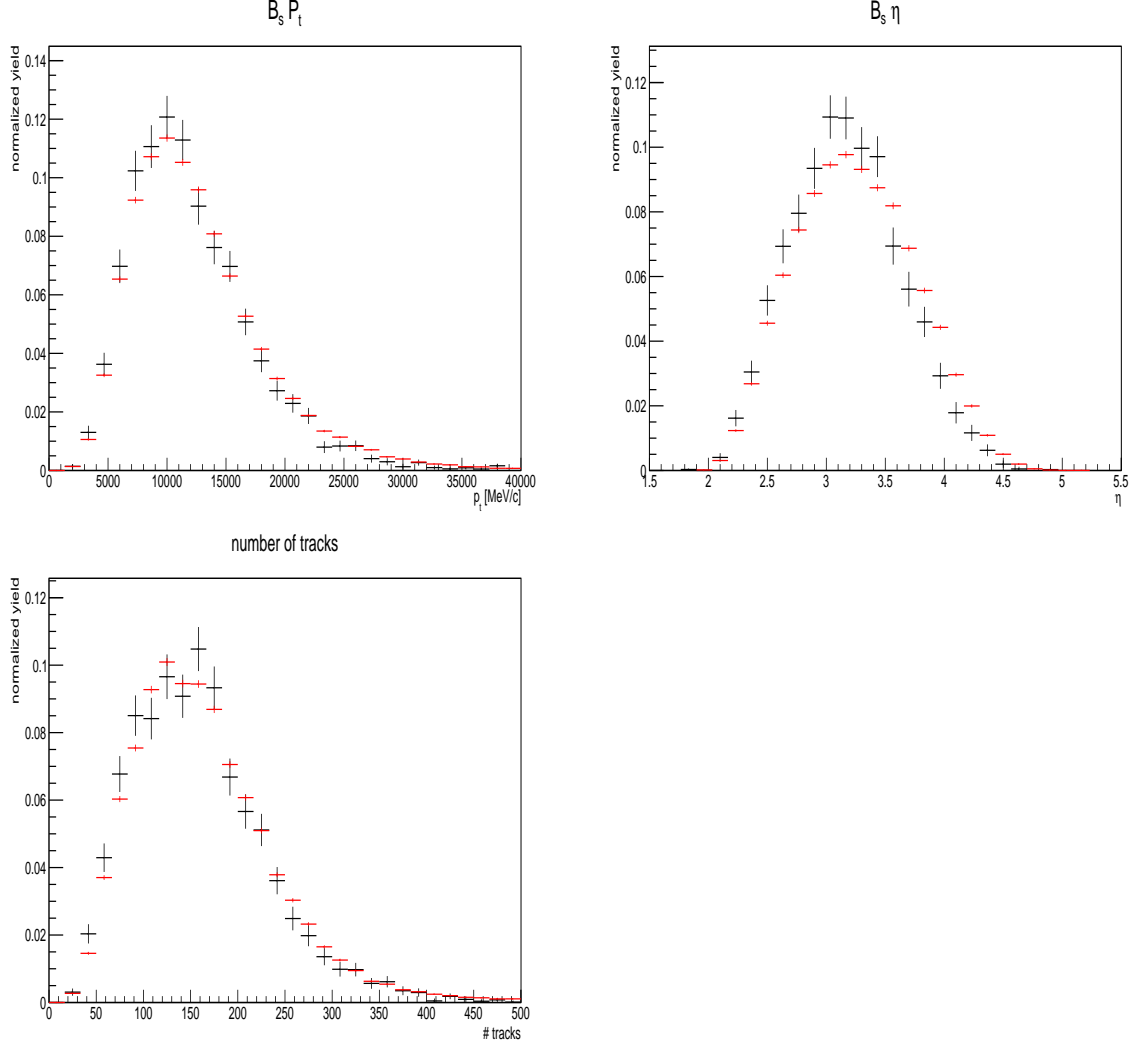 B_s P_t
normalized yield
0.14
0.12
0.1
0.08
0.06
0.04
0.02
0
0 5000 10000 15000 20000 25000 30000 35000 40000
p_t [MeV/c]
B_s η
normalized yield
0.12
0.1
0.08
0.06
0.04
0.02
0
1.5 2 2.5 3 3.5 4 4.5 5 5.5
η
number of tracks
normalized yield
0.12
0.1
0.08
0.06
0.04
0.02
0
0 50 100 150 200 250 300 350 400 450 500
# tracks